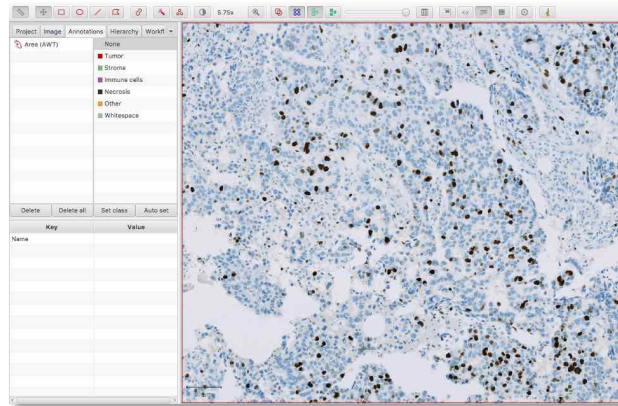 5.75x
Project Image Annotations Hierarchy Workfl
Area (AWT)
None
Tumor
Stroma
Immune cells
Necrosis
Other
Whitespace
Delete Delete all Set class Auto set
Key Value
Name